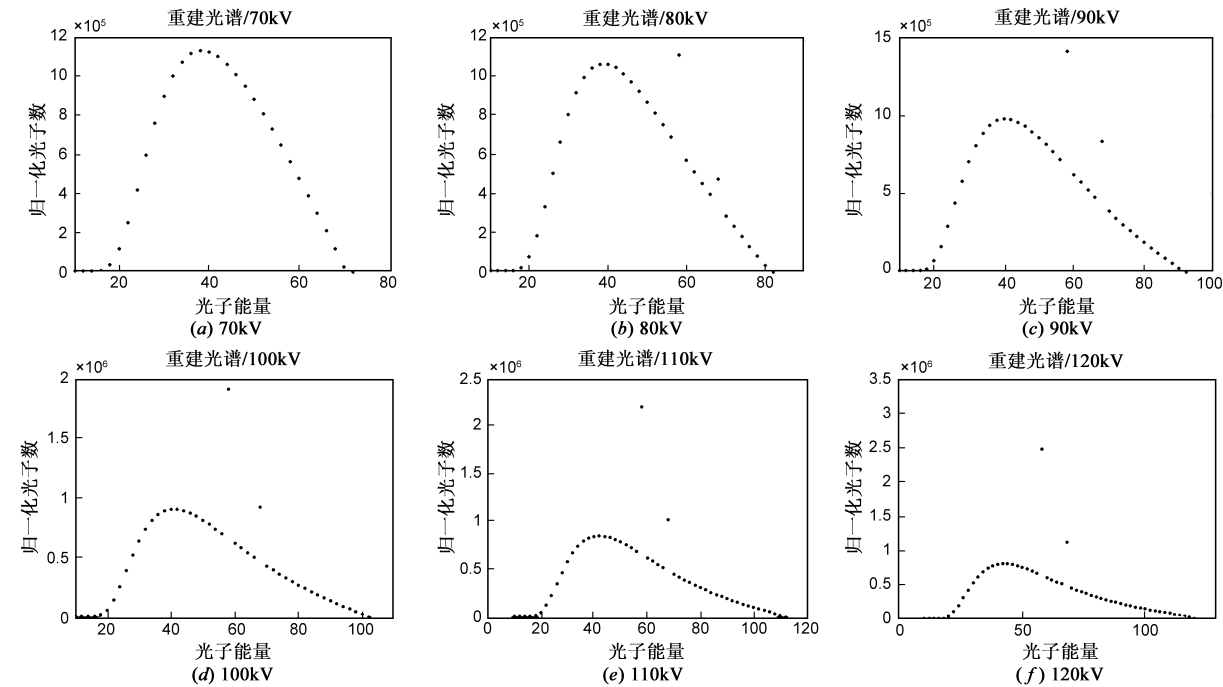 重建光谱/70kV
×10⁵
12
10
8
6
4
2
0
20
40
60
80
归一化光子数
光子能量
(a) 70kV
重建光谱/80kV
×10⁵
12
10
8
6
4
2
0
20
40
60
80
归一化光子数
光子能量
(b) 80kV
重建光谱/90kV
×10⁵
15
10
5
0
20
40
60
80
100
归一化光子数
光子能量
(c) 90kV
重建光谱/100kV
×10⁶
2
1.5
1
0.5
0
20
40
60
80
100
归一化光子数
光子能量
(d) 100kV
重建光谱/110kV
×10⁶
2.5
2
1.5
1
0.5
0
0
20
40
60
80
100
120
归一化光子数
光子能量
(e) 110kV
重建光谱/120kV
×10⁶
3.5
3
2.5
2
1.5
1
0.5
0
0
50
100
归一化光子数
光子能量
(f) 120kV